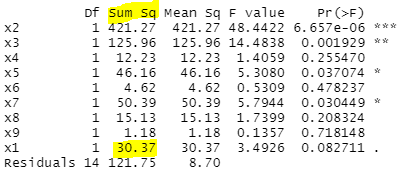 Df Sum Sq Mean Sq F value Pr(>F)
x2 1 421.27 421.27 48.4422 6.657e-06 ***
x3 1 125.96 125.96 14.4838 0.001929 **
x4 1 12.23 12.23 1.4059 0.255470
x5 1 46.16 46.16 5.3080 0.037074 *
x6 1 4.62 4.62 0.5309 0.478237
x7 1 50.39 50.39 5.7944 0.030449 *
x8 1 15.13 15.13 1.7399 0.208324
x9 1 1.18 1.18 0.1357 0.718148
x1 1 30.37 30.37 3.4926 0.082711 .
Residuals 14 121.75 8.70